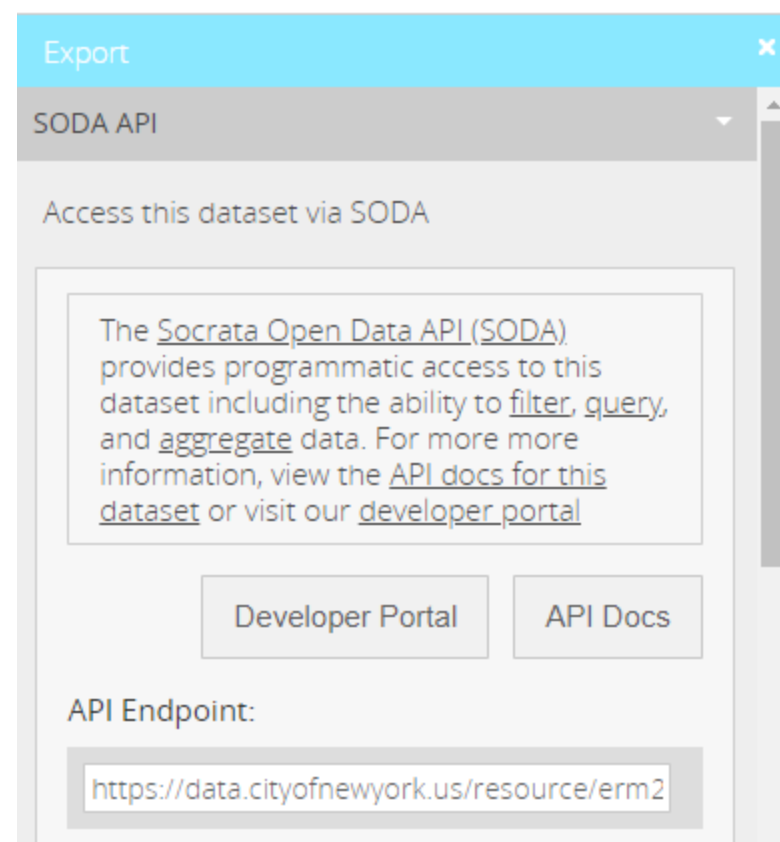 Export
SODA API
Access this dataset via SODA
The Socrata Open Data API (SODA)
provides programmatic access to this
dataset including the ability to filter, query,
and aggregate data. For more more
information, view the API docs for this
dataset or visit our developer portal
Developer Portal API Docs
API Endpoint:
https://data.cityofnewyork.us/resource/erm2